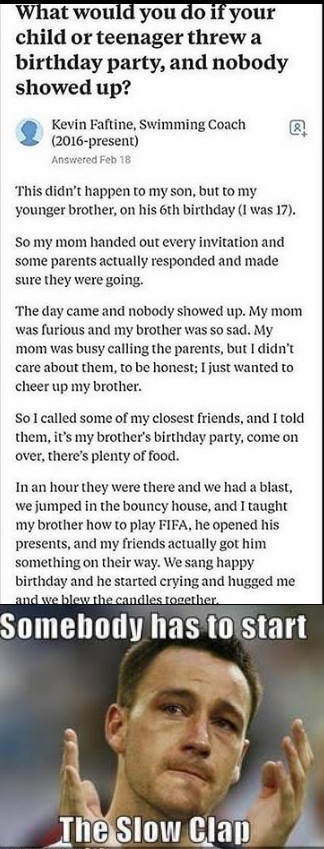 What would you do if your
child or teenager threw a
birthday party, and nobody
showed up?
Kevin Faftine, Swimming Coach
(2016-present)
Answered Feb 18
This didn't happen to my son, but to my
younger brother, on his 6th birthday (I was 17).
So my mom handed out every invitation and
some parents actually responded and made
sure they were going.
The day came and nobody showed up. My mom
was furious and my brother was so sad. My
mom was busy calling the parents, but I didn't
care about them, to be honest; I just wanted to
cheer up my brother.
So I called some of my closest friends, and I told
them, it's my brother's birthday party, come on
over, there's plenty of food.
In an hour they were there and we had a blast,
we jumped in the bouncy house, and I taught
my brother how to play FIFA, he opened his
presents, and my friends actually got him
something on their way. We sang happy
birthday and he started crying and hugged me
and we blew the candles together.
Somebody has to start
The Slow Clap